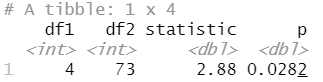 # A tibble: 1 x 4
df1 df2 statistic p
<int> <int> <dbl> <dbl>
1 4 73 2.88 0.0282